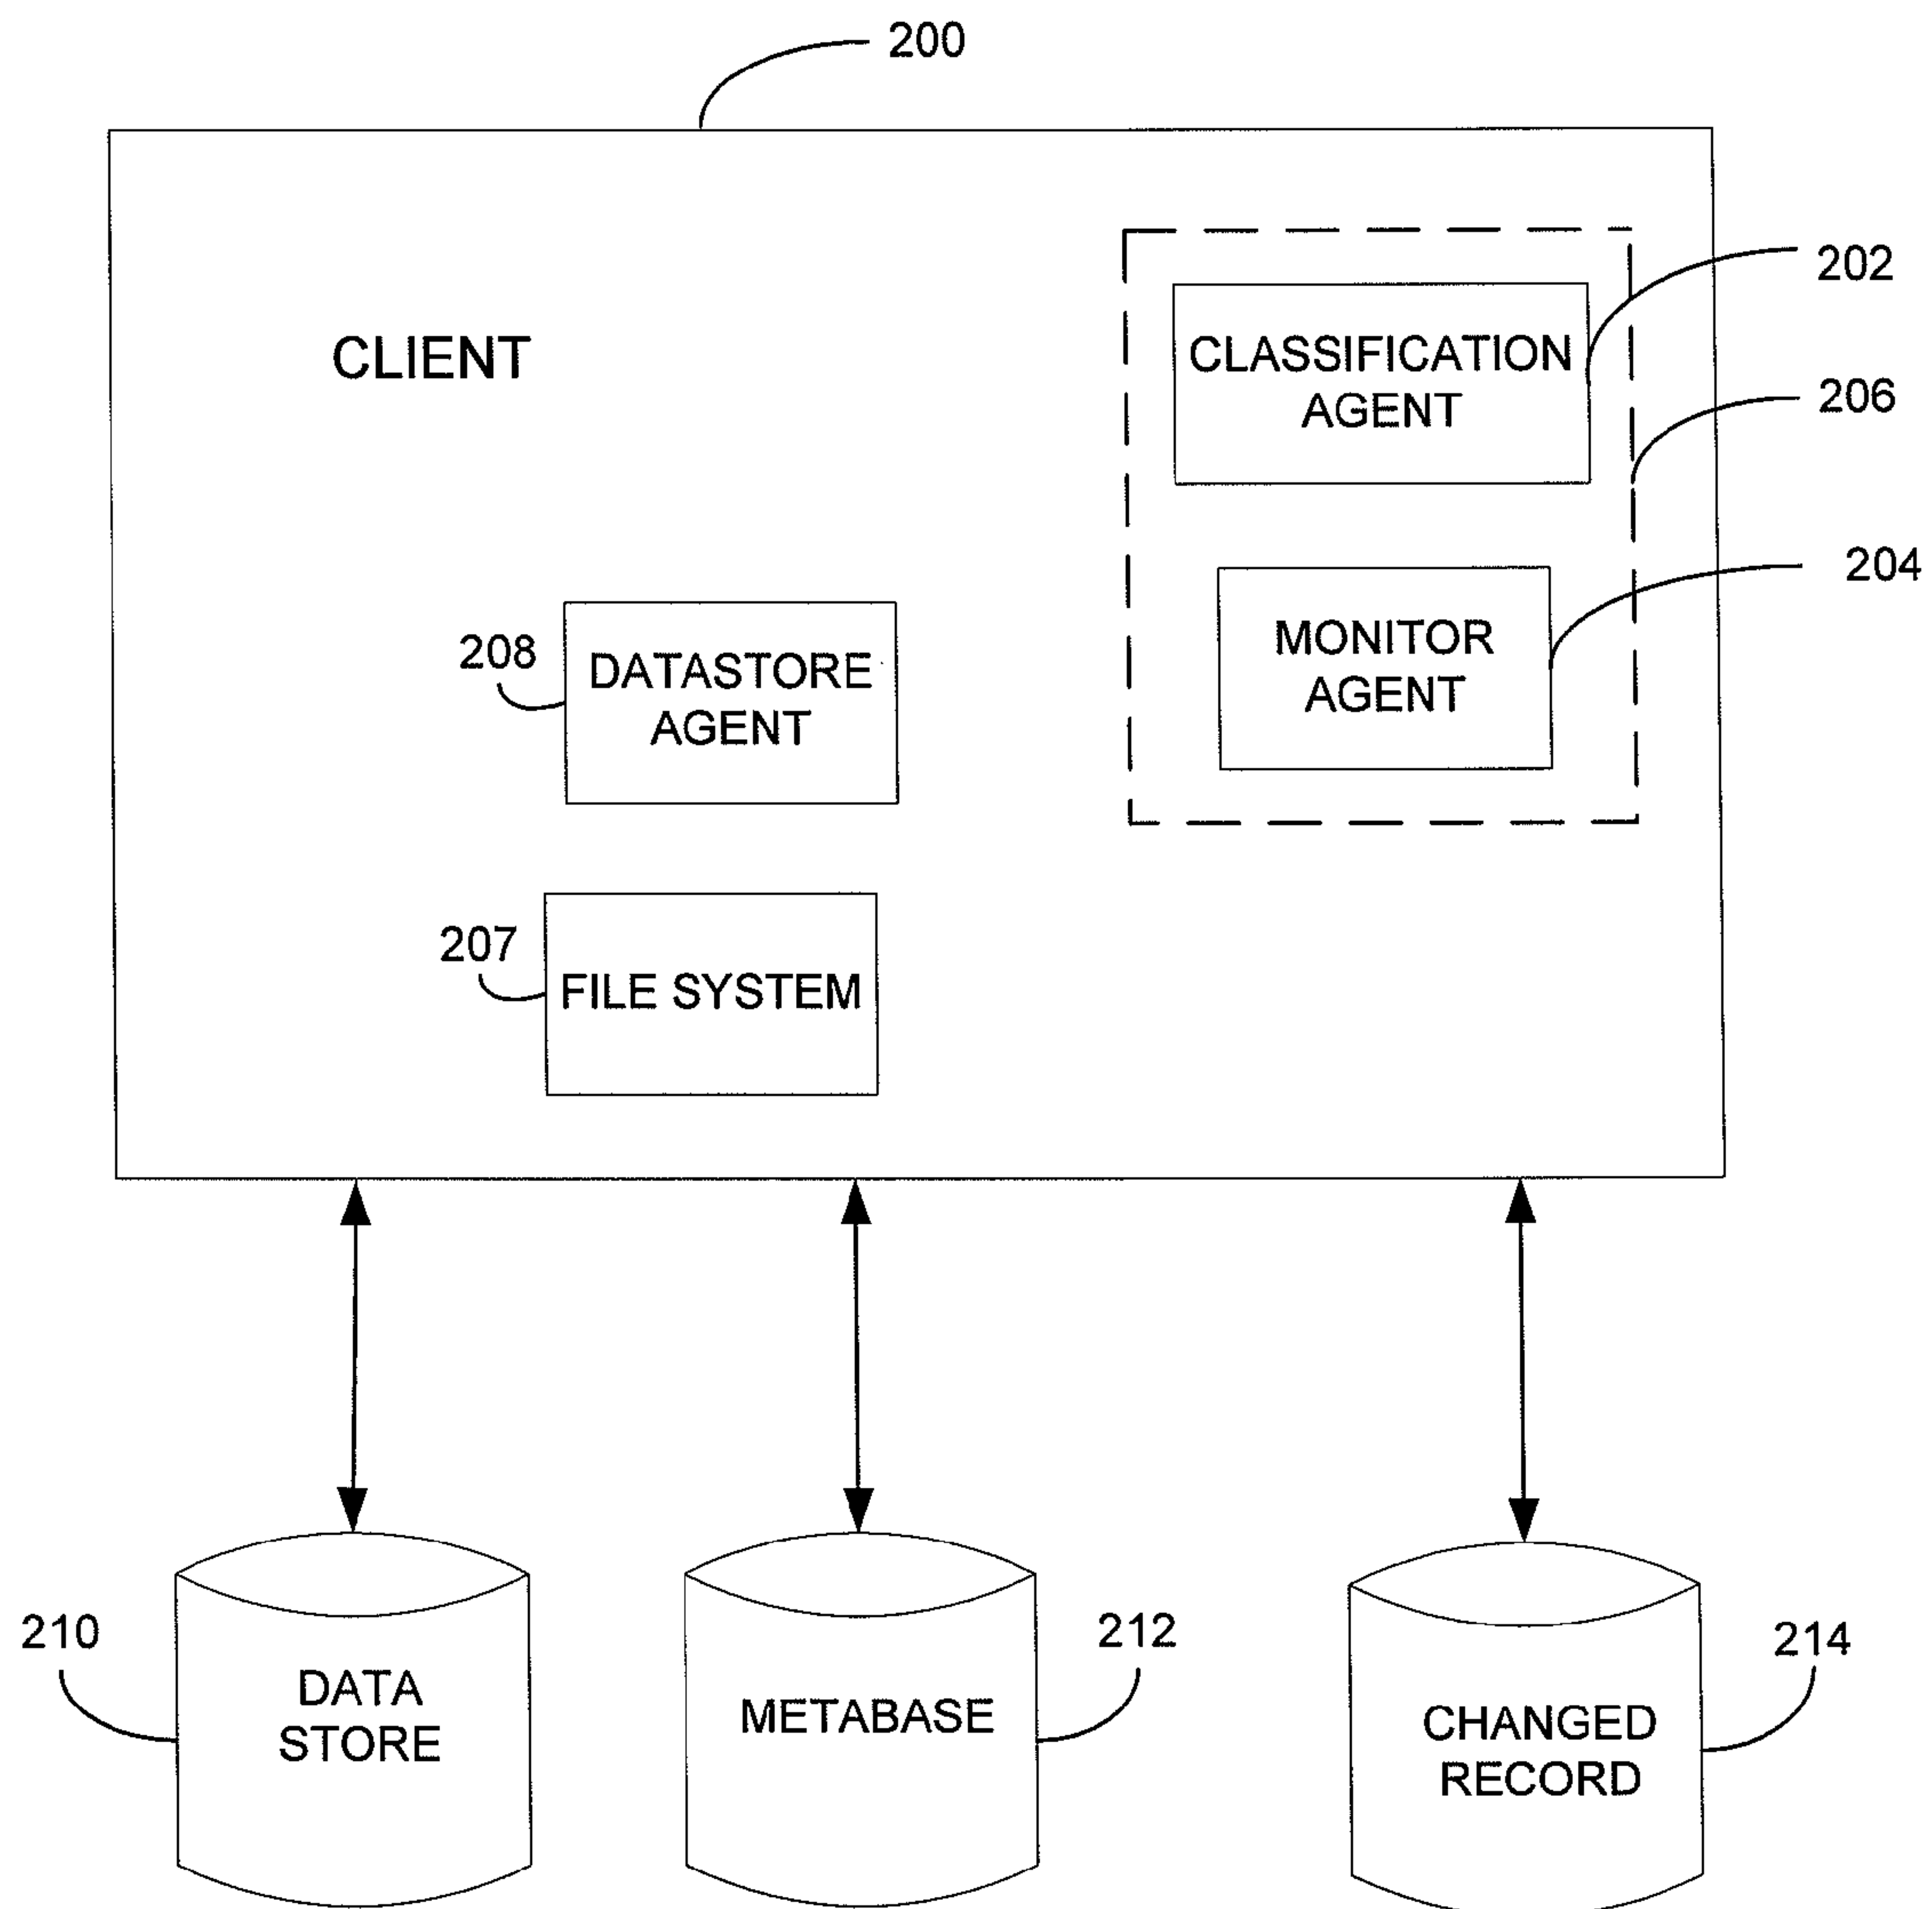 200
202
CLIENT
CLASSIFICATION
AGENT
206
204
MONITOR
AGENT
208
DATASTORE
AGENT
207
FILE SYSTEM
210
DATA
STORE
212
METABASE
214
CHANGED
RECORD